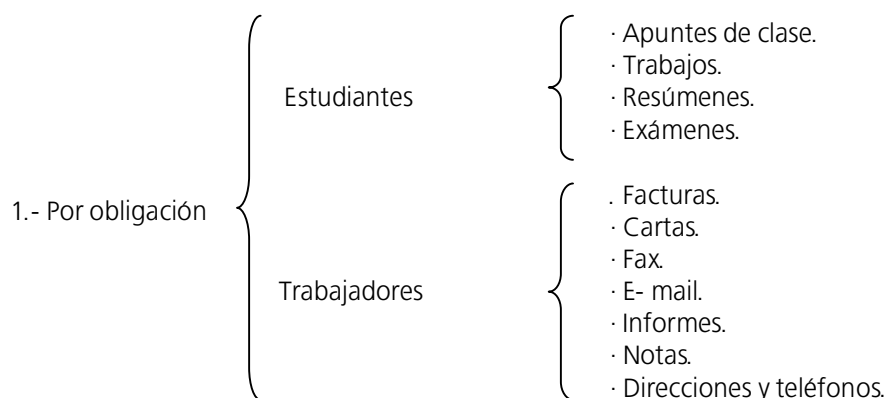 · Apuntes de clase.
· Trabajos.
Estudiantes
· Resúmenes.
· Exámenes.
1.- Por obligación
. Facturas.
· Cartas.
· Fax.
Trabajadores
· E- mail.
· Informes.
· Notas.
· Direcciones y teléfonos.